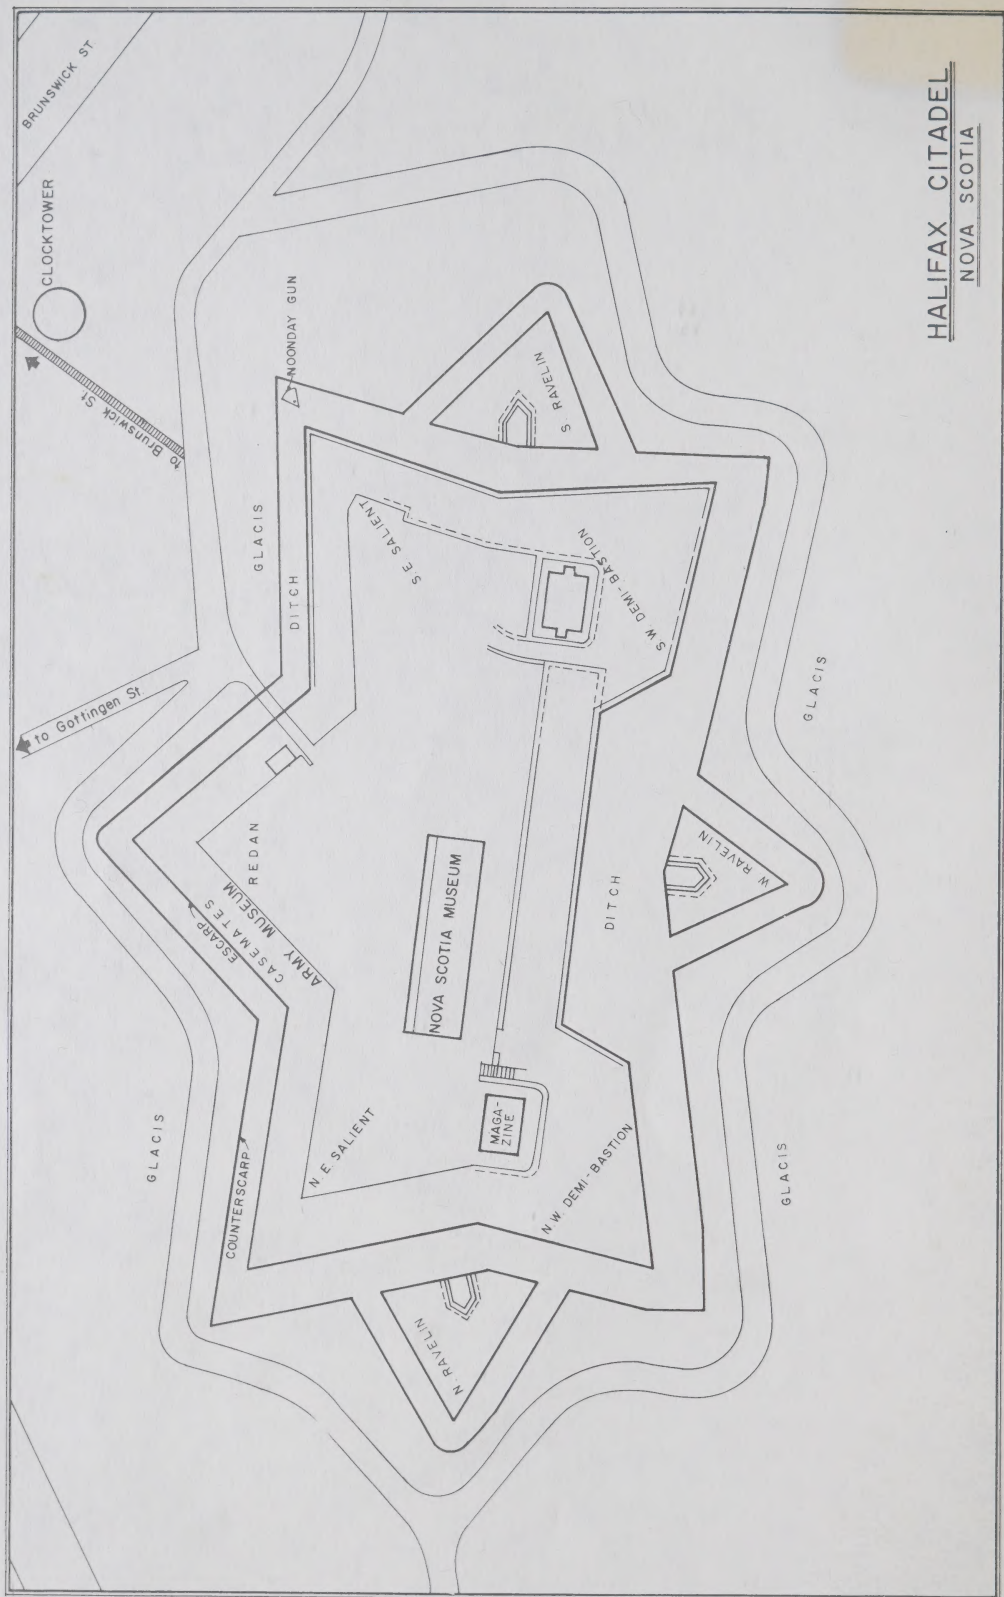 HALIFAX CITADEL
NOVA SCOTIA
BRUNSWICK ST
CLOCKTOWER
to Brunswick St.
NOONDAY GUN
to Gottingen St.
GLACIS
DITCH
S RAVELIN
S.E. SALIENT
S.W. DEMI-BASTION
GLACIS
REDAN
ESCARP
CASEMATES
ARMY MUSEUM
NOVA SCOTIA MUSEUM
DITCH
W RAVELIN
GLACIS
COUNTERSCARP
N.E. SALIENT
MAGA-
ZINE
N.W. DEMI-BASTION
GLACIS
N. RAVELIN